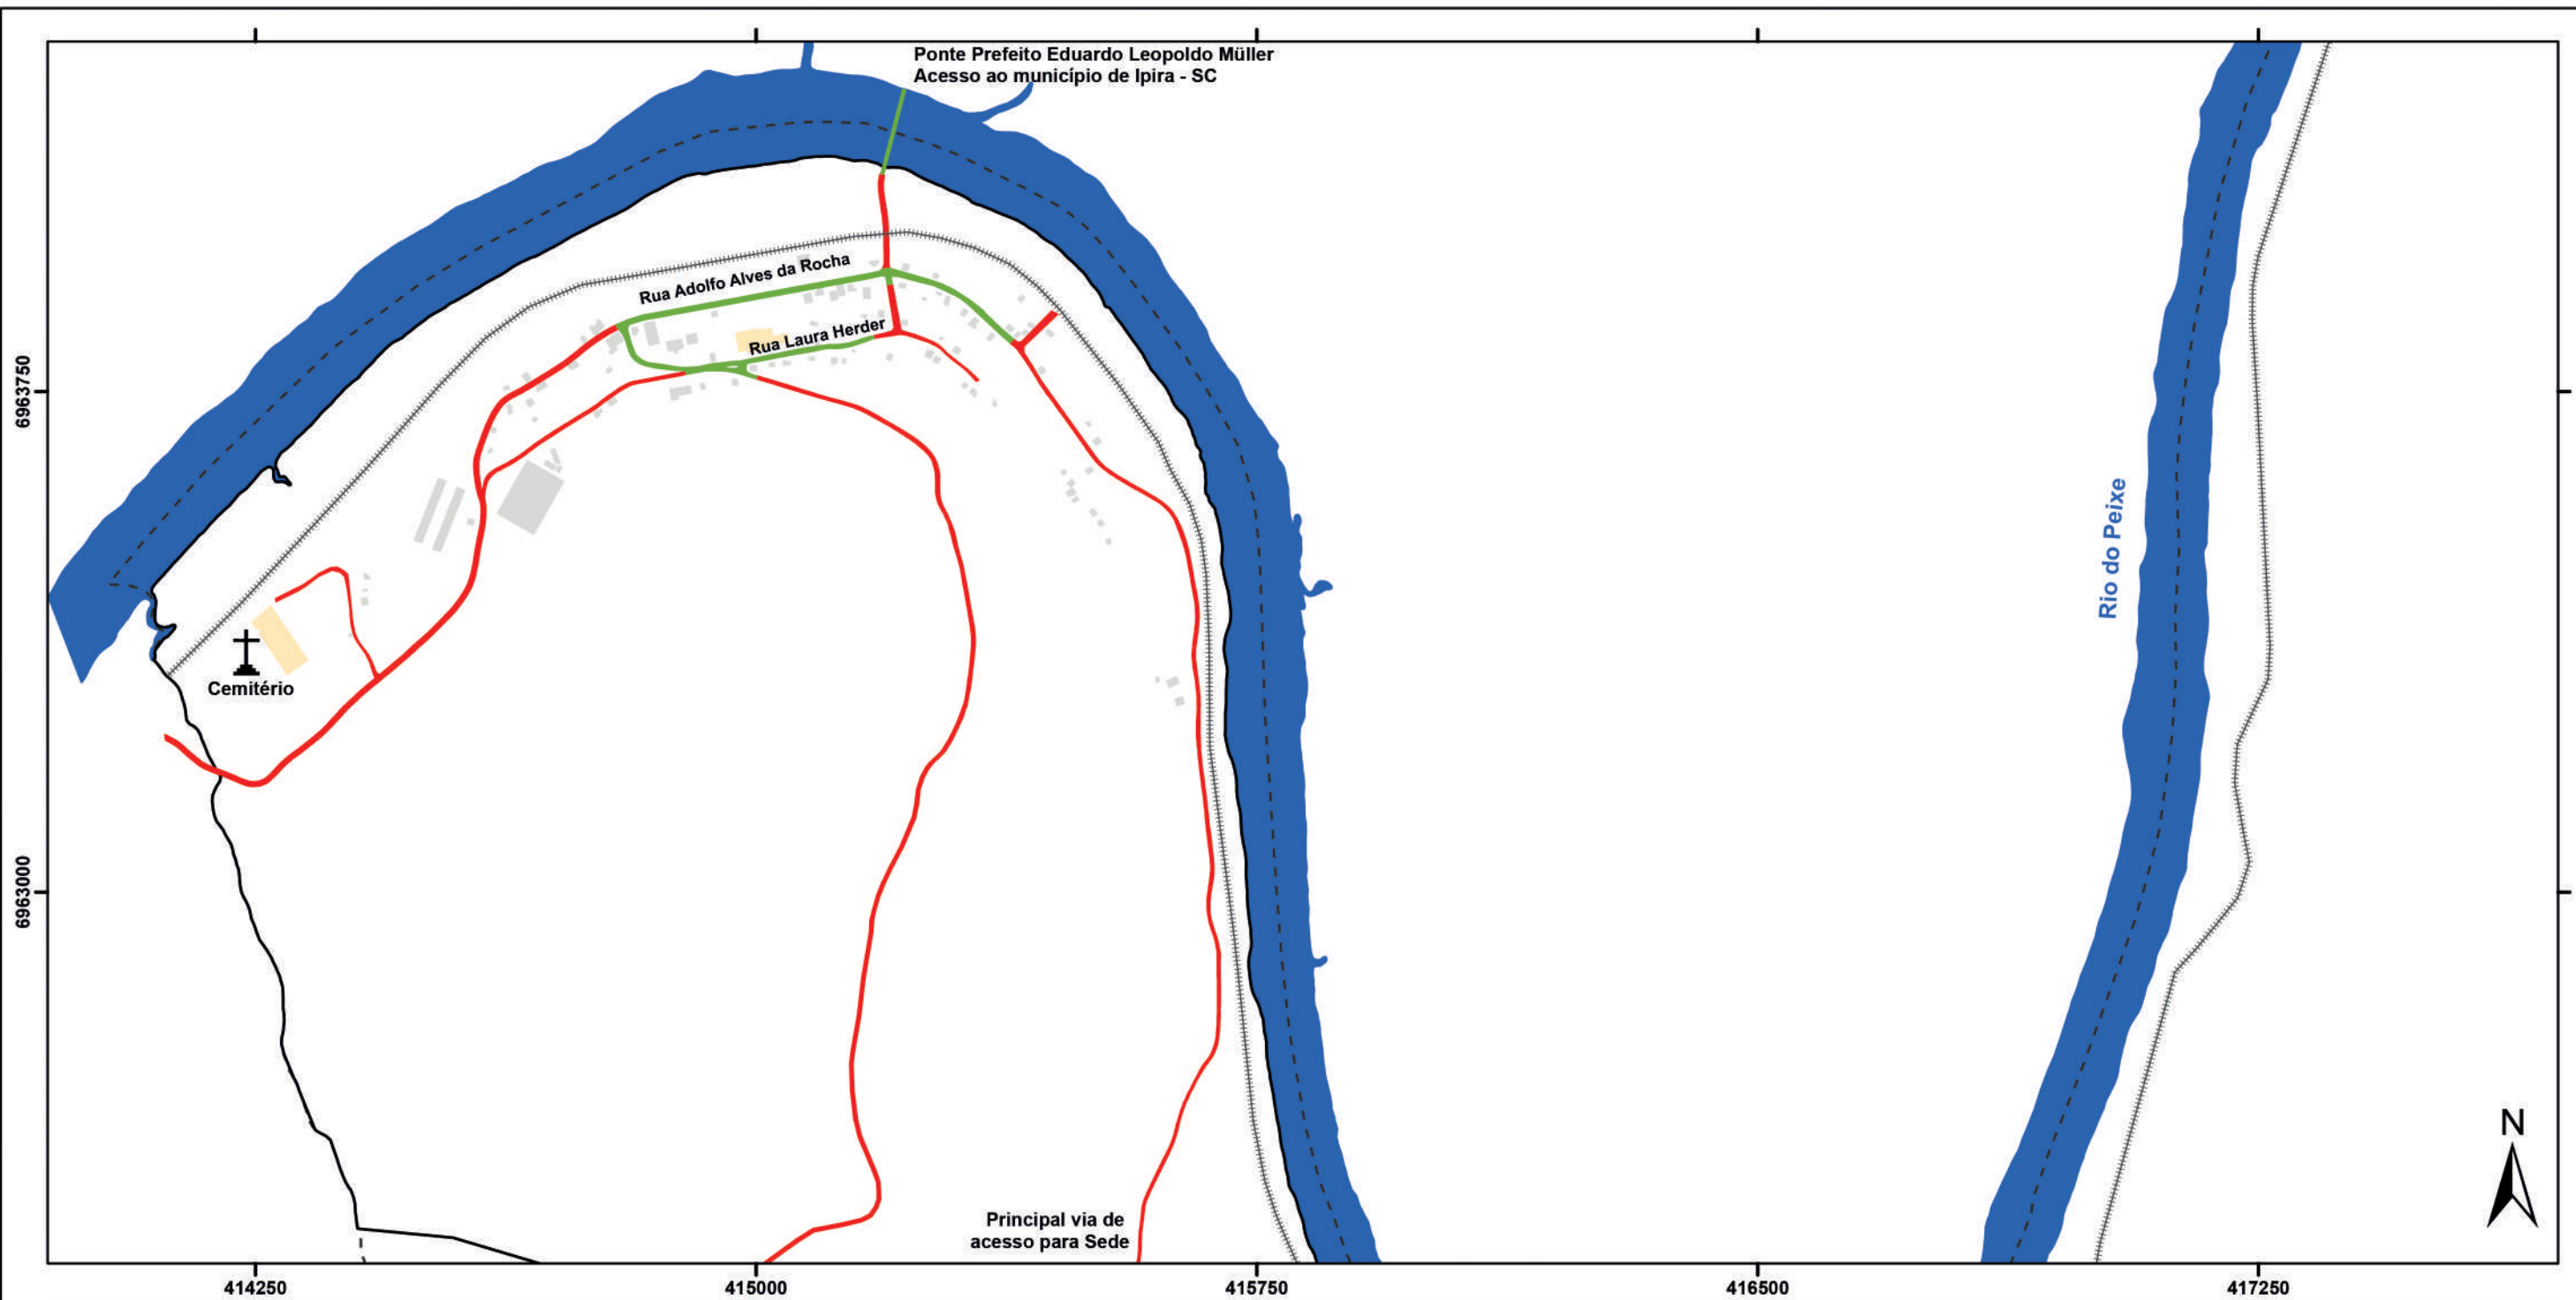 Ponte Prefeito Eduardo Leopoldo Müller
Acesso ao município de Ipira - SC
Rua Adolfo Alves da Rocha
Rua Laura Herder
6963750
Rio do Peixe
Cemitério
6963000
N
Principal via de
acesso para Sede
414250
415000
415750
416500
417250